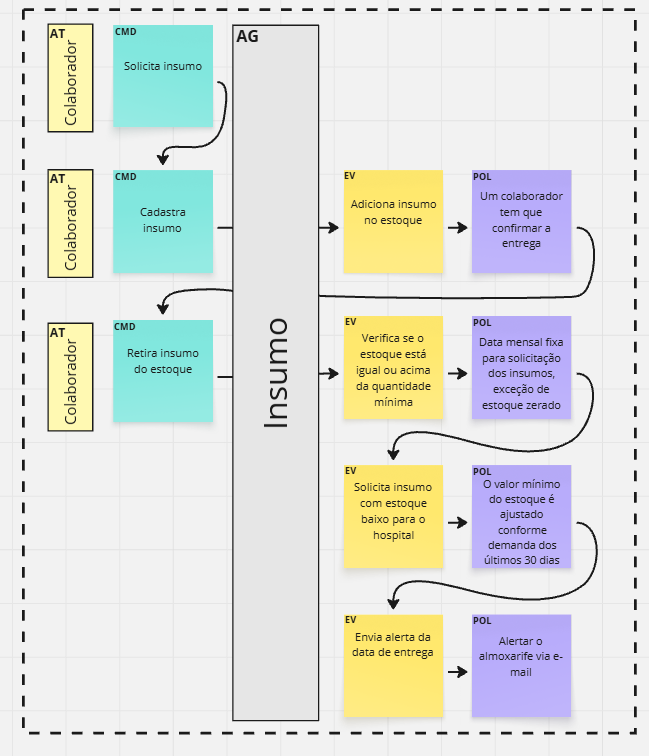 AT
Colaborador
CMD
Solicita insumo
AG
Insumo
AT
Colaborador
CMD
Cadastra
insumo
EV
Adiciona insumo
no estoque
POL
Um colaborador
tem que
confirmar a
entrega
AT
Colaborador
CMD
Retira insumo
do estoque
EV
Verifica se o
estoque está
igual ou acima
da quantidade
mínima
POL
Data mensal fixa
para solicitação
dos insumos,
exceção de
estoque zerado
EV
Solicita insumo
com estoque
baixo para o
hospital
POL
O valor mínimo
do estoque é
ajustado
conforme
demanda dos
últimos 30 dias
EV
Envia alerta da
data de entrega
POL
Alertar o
almoxarife via e-
mail